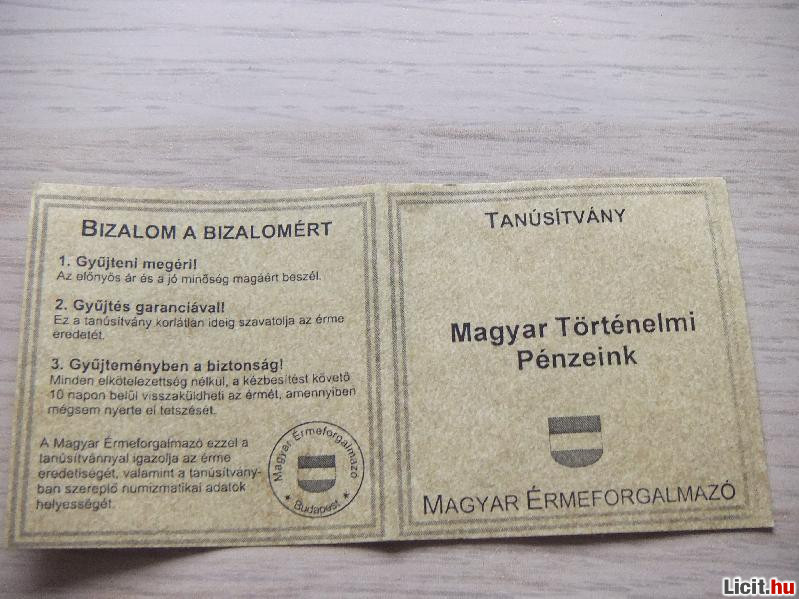 BIZALOM A BIZALOMÉRT
1. Gyűjteni megéri!
Az előnyös ár és a jó minőség magáért beszél.
2. Gyűjtés garanciával!
Ez a tanúsítvány korlátlan ideig szavatolja az érme
eredetét.
3. Gyűjteményben a biztonság!
Minden elkötelezettség nélkül, a kézbesítést követő
10 napon belül visszaküldheti az érmét, amennyiben
mégsem nyerte el tetszését.
A Magyar Érmeforgalmazó ezzel a
tanúsítvánnyal igazolja az érme
eredetiségét, valamint a tanúsítvány-
ban szereplő numizmatikai adatok
helyességét.
Magyar Érmeforgalmazó
* Budapest *
TANÚSÍTVÁNY
Magyar Történelmi
Pénzeink
MAGYAR ÉRMEFORGALMAZÓ
Licit.hu